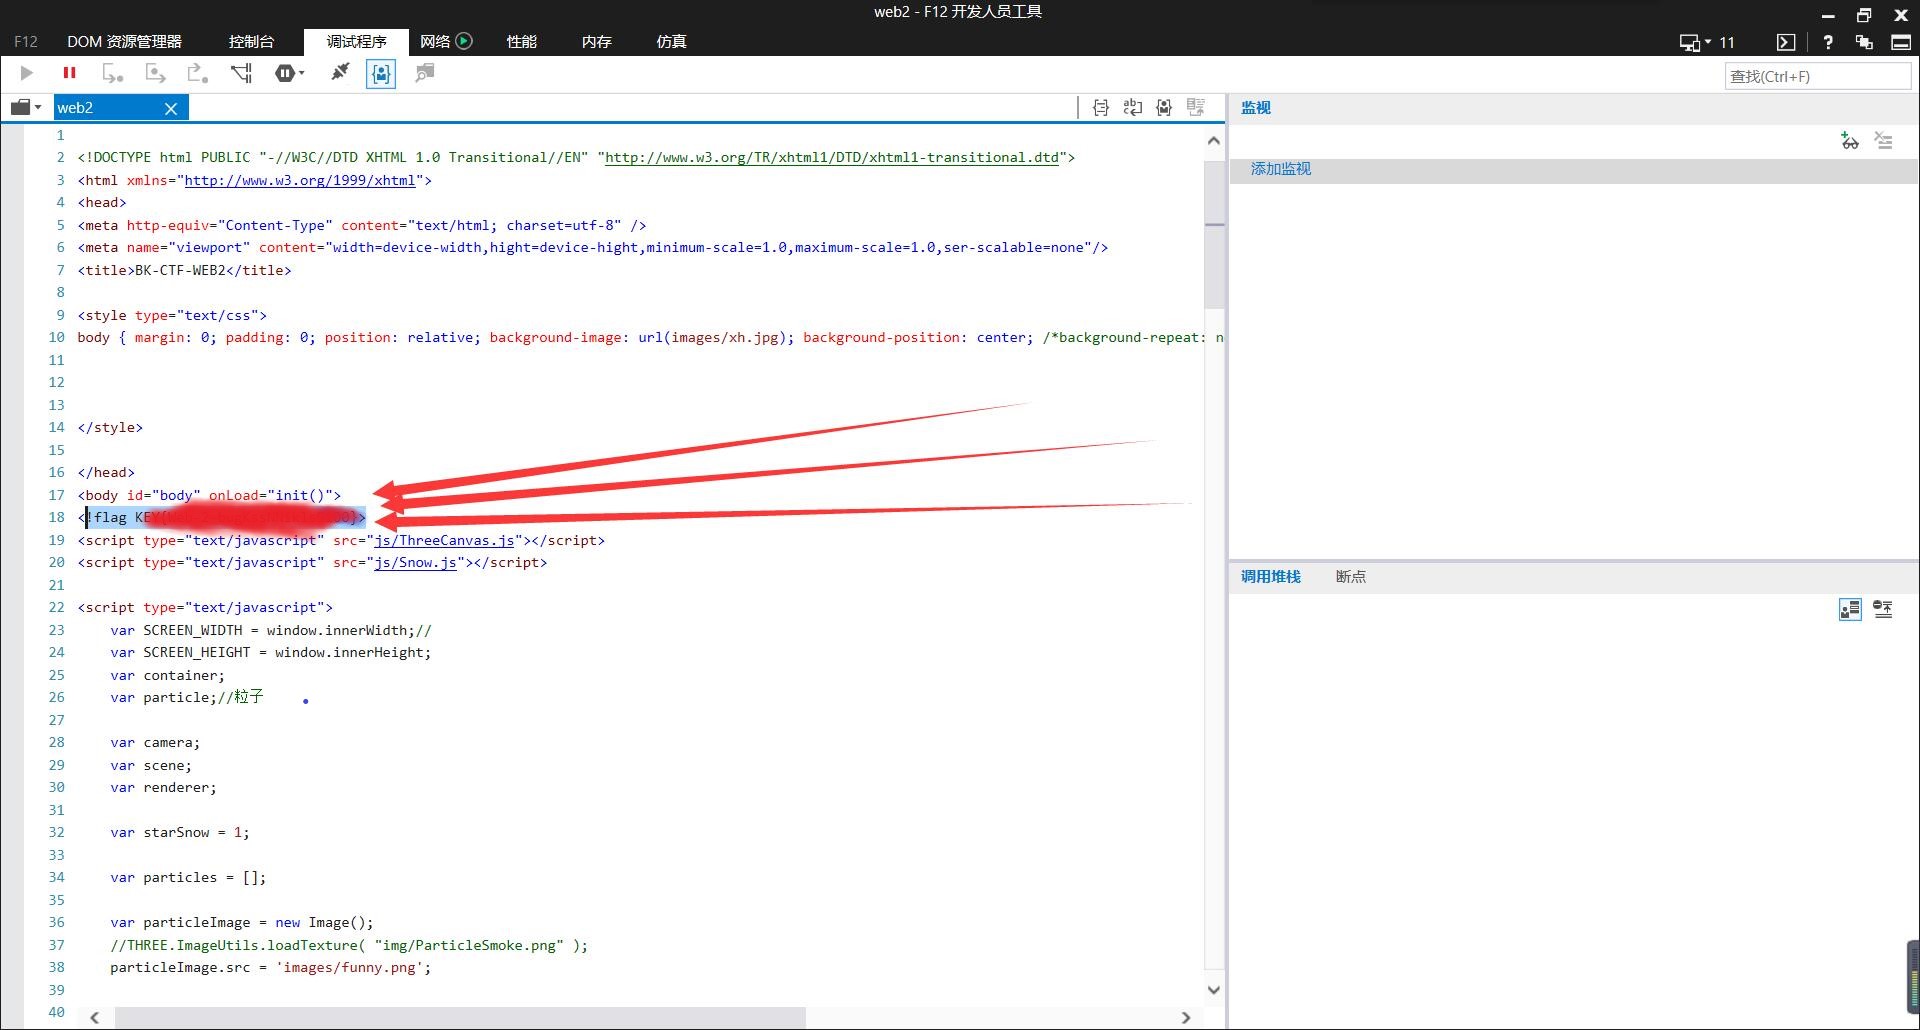 web2 - F12 开发人员工具
F12 DOM 资源管理器 控制台 调试程序 网络 性能 内存 仿真 11
查找(Ctrl+F)
web2
监视
添加监视
1
2 <!DOCTYPE html PUBLIC "-//W3C//DTD XHTML 1.0 Transitional//EN" "http://www.w3.org/TR/xhtml1/DTD/xhtml1-transitional.dtd">
3 <html xmlns="http://www.w3.org/1999/xhtml">
4 <head>
5 <meta http-equiv="Content-Type" content="text/html; charset=utf-8" />
6 <meta name="viewport" content="width=device-width,hight=device-hight,minimum-scale=1.0,maximum-scale=1.0,ser-scalable=none"/>
7 <title>BK-CTF-WEB2</title>
8
9 <style type="text/css">
10 body { margin: 0; padding: 0; position: relative; background-image: url(images/xh.jpg); background-position: center; /*background-repeat: n
11
12
13
14 </style>
15
16 </head>
17 <body id="body" onLoad="init()">
18 <!flag KEY{
19 <script type="text/javascript" src="js/ThreeCanvas.js"></script>
20 <script type="text/javascript" src="js/Snow.js"></script>
21
22 <script type="text/javascript">
23 var SCREEN_WIDTH = window.innerWidth;//
24 var SCREEN_HEIGHT = window.innerHeight;
25 var container;
26 var particle;//粒子
27
28 var camera;
29 var scene;
30 var renderer;
31
32 var starSnow = 1;
33
34 var particles = [];
35
36 var particleImage = new Image();
37 //THREE.ImageUtils.loadTexture( "img/ParticleSmoke.png" );
38 particleImage.src = 'images/funny.png';
39
40
调用堆栈 断点